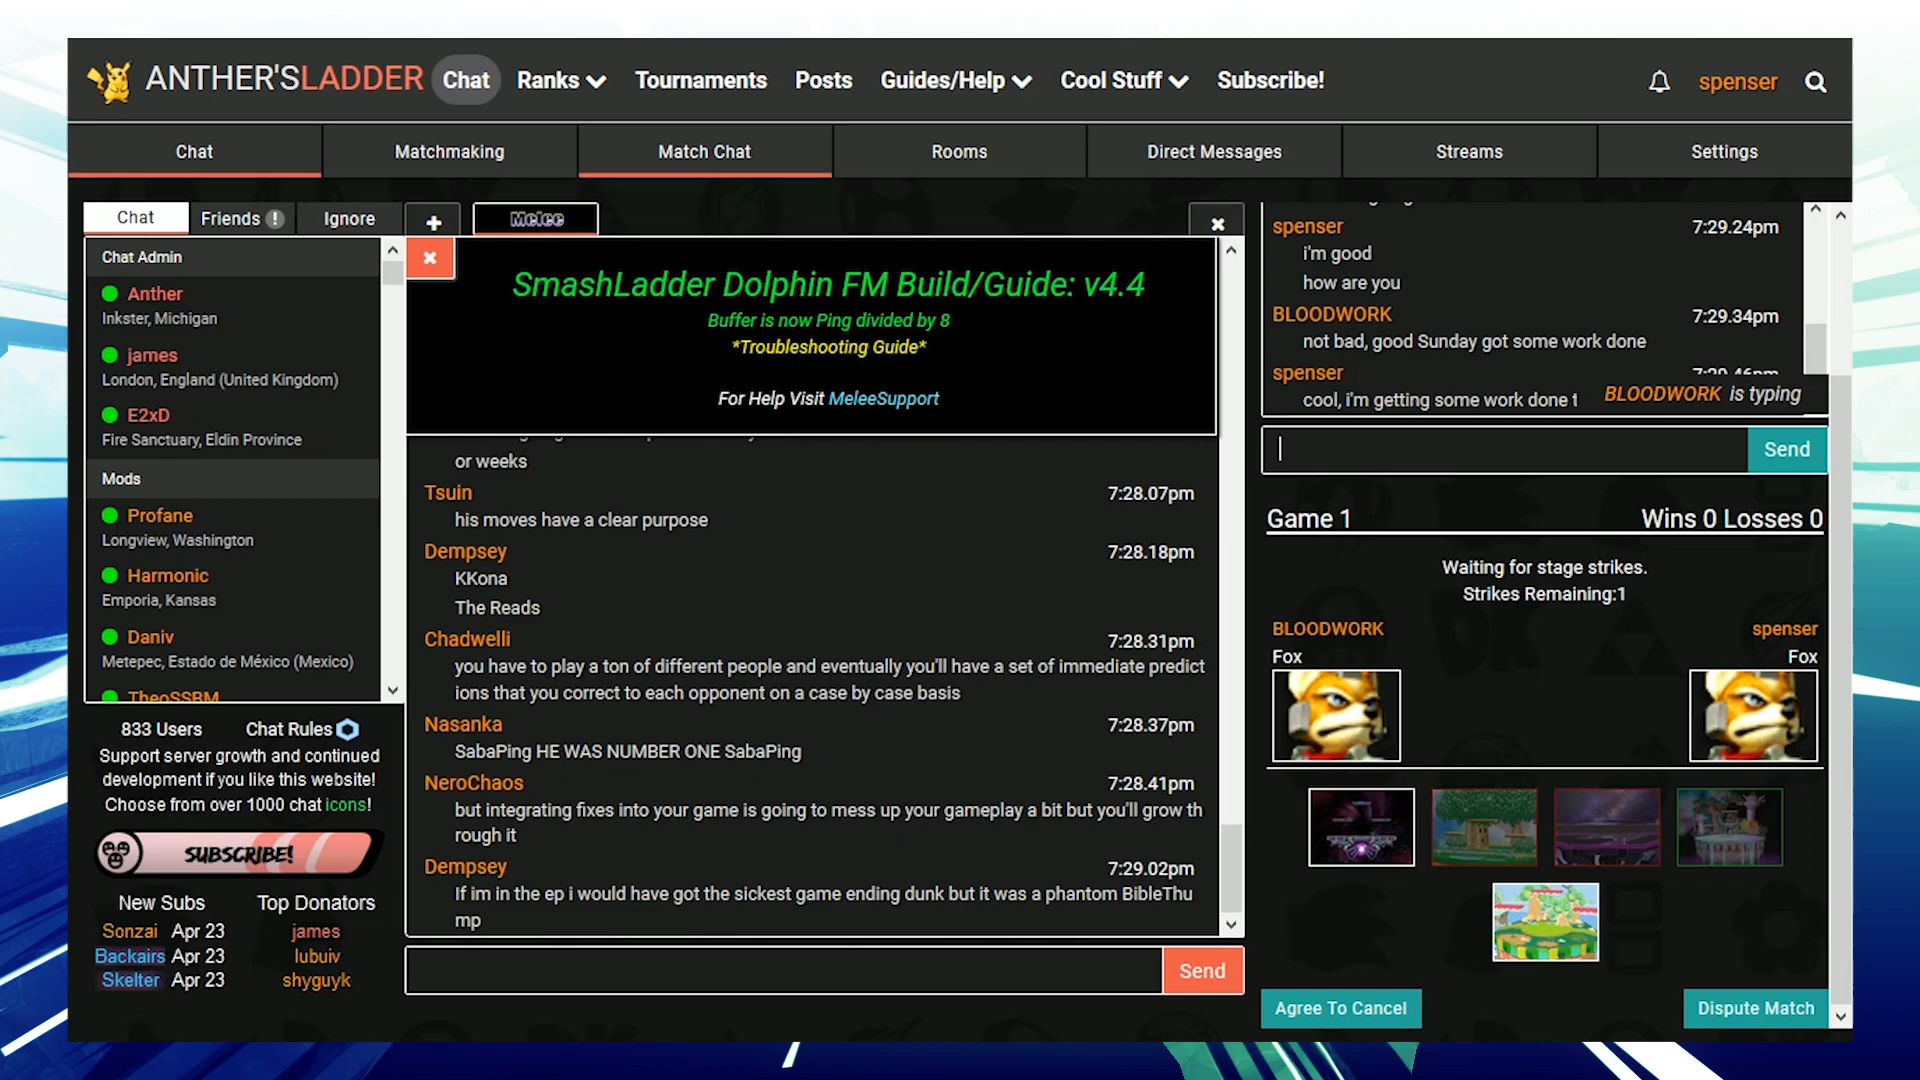 ANTHER'SLADDER Chat Ranks Tournaments Posts Guides/Help Cool Stuff Subscribe! spenser
Chat Matchmaking Match Chat Rooms Direct Messages Streams Settings
Chat Friends ! Ignore + Melee
Chat Admin
Anther
Inkster, Michigan
james
London, England (United Kingdom)
E2xD
Fire Sanctuary, Eldin Province
Mods
Profane
Longview, Washington
Harmonic
Emporia, Kansas
Daniv
Metepec, Estado de México (Mexico)
TheoSSBM
833 Users Chat Rules
Support server growth and continued
development if you like this website!
Choose from over 1000 chat icons!
SUBSCRIBE!
New Subs Top Donators
Sonzai Apr 23 james
Backairs Apr 23 lubuiv
Skelter Apr 23 shyguyk
SmashLadder Dolphin FM Build/Guide: v4.4
Buffer is now Ping divided by 8
*Troubleshooting Guide*
For Help Visit MeleeSupport
or weeks
Tsuin 7:28.07pm
his moves have a clear purpose
Dempsey 7:28.18pm
KKona
The Reads
Chadwelli 7:28.31pm
you have to play a ton of different people and eventually you'll have a set of immediate predict
ions that you correct to each opponent on a case by case basis
Nasanka 7:28.37pm
SabaPing HE WAS NUMBER ONE SabaPing
NeroChaos 7:28.41pm
but integrating fixes into your game is going to mess up your gameplay a bit but you'll grow th
rough it
Dempsey 7:29.02pm
If im in the ep i would have got the sickest game ending dunk but it was a phantom BibleThu
mp
Send
spenser 7:29.24pm
i'm good
how are you
BLOODWORK 7:29.34pm
not bad, good Sunday got some work done
spenser 7:29.46pm
cool, i'm getting some work done t
BLOODWORK is typing
Send
Game 1 Wins 0 Losses 0
Waiting for stage strikes.
Strikes Remaining:1
BLOODWORK spenser
Fox Fox
Agree To Cancel Dispute Match